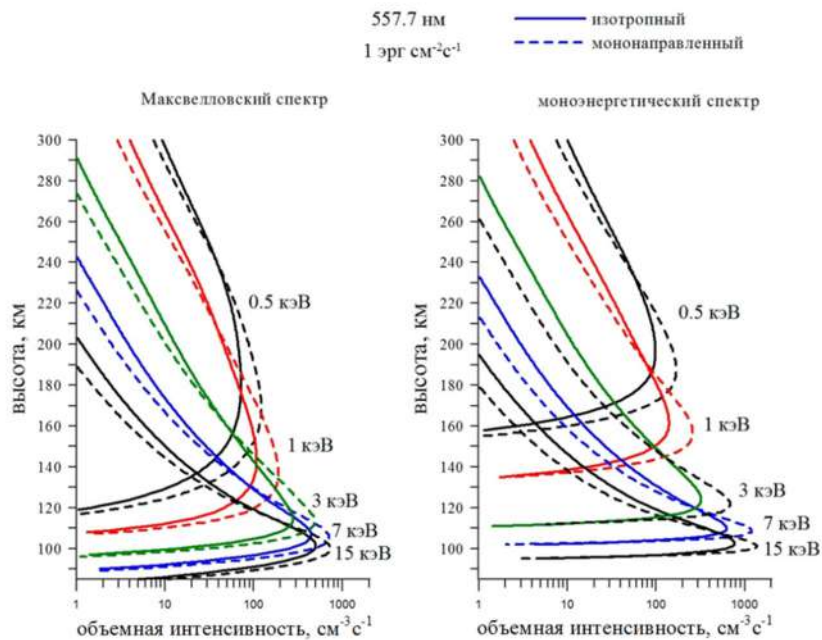 557.7 нм
1 эрг см⁻²с⁻¹
изотропный
мононаправленный
Максвелловский спектр
моноэнергетический спектр
высота, км
300
280
260
240
220
200
180
160
140
120
100
0.5 кэВ
1 кэВ
3 кэВ
7 кэВ
15 кэВ
1
10
100
1000
объемная интенсивность, см⁻³с⁻¹
высота, км
300
280
260
240
220
200
180
160
140
120
100
0.5 кэВ
1 кэВ
3 кэВ
7 кэВ
15 кэВ
1
10
100
1000
объемная интенсивность, см⁻³с⁻¹